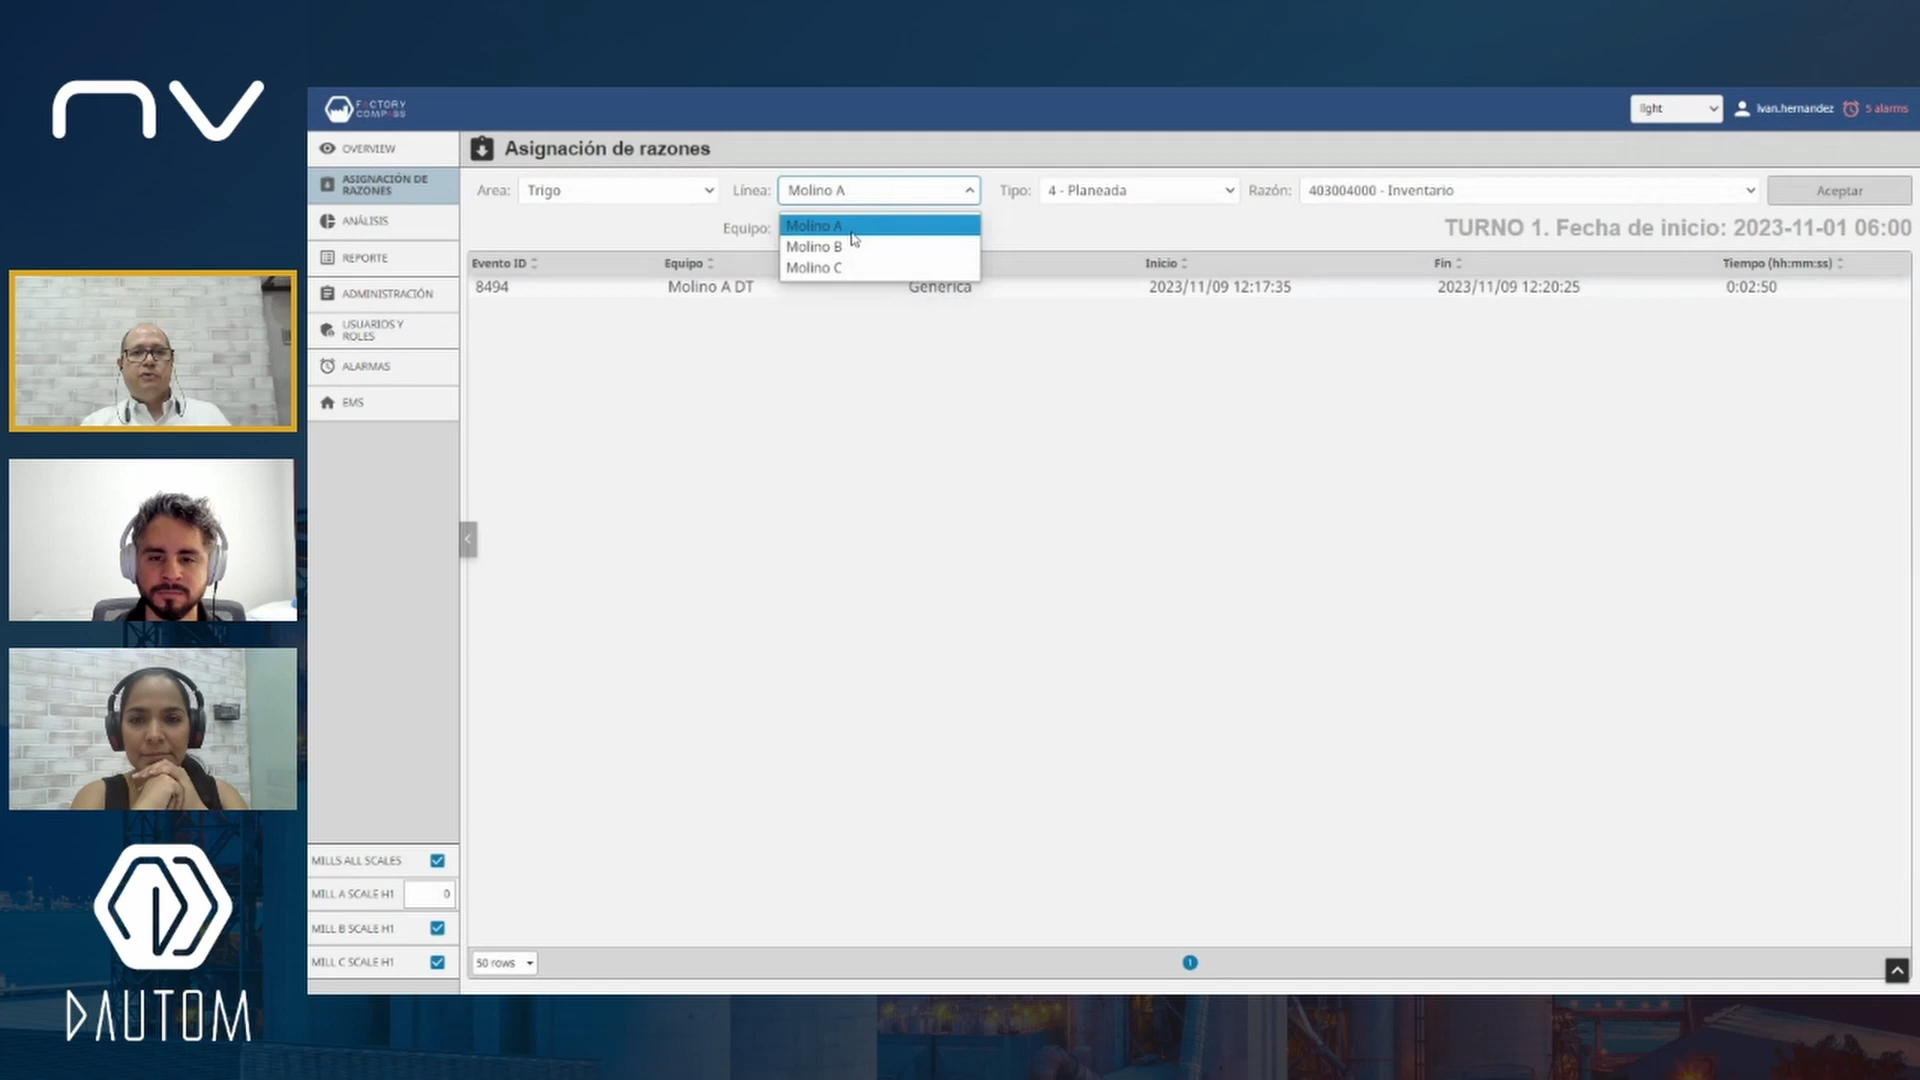 nv
FACTORY
COMPASS
light
ivan.hernandez
5 alarms
OVERVIEW
ASIGNACIÓN DE
RAZONES
ANÁLISIS
REPORTE
ADMINISTRACIÓN
USUARIOS Y
ROLES
ALARMAS
EMS
Asignación de razones
Area: Trigo Línea: Molino A Tipo: 4 - Planeada Razón: 403004000 - Inventario Aceptar
Equipo:
Molino A
Molino B
Molino C
TURNO 1. Fecha de inicio: 2023-11-01 06:00
Evento ID Equipo Inicio Fin Tiempo (hh:mm:ss)
8494 Molino A DT Generica 2023/11/09 12:17:35 2023/11/09 12:20:25 0:02:50
MILLS ALL SCALES
MILL A SCALE H1 0
MILL B SCALE H1
MILL C SCALE H1
50 rows 1
DAUTOM